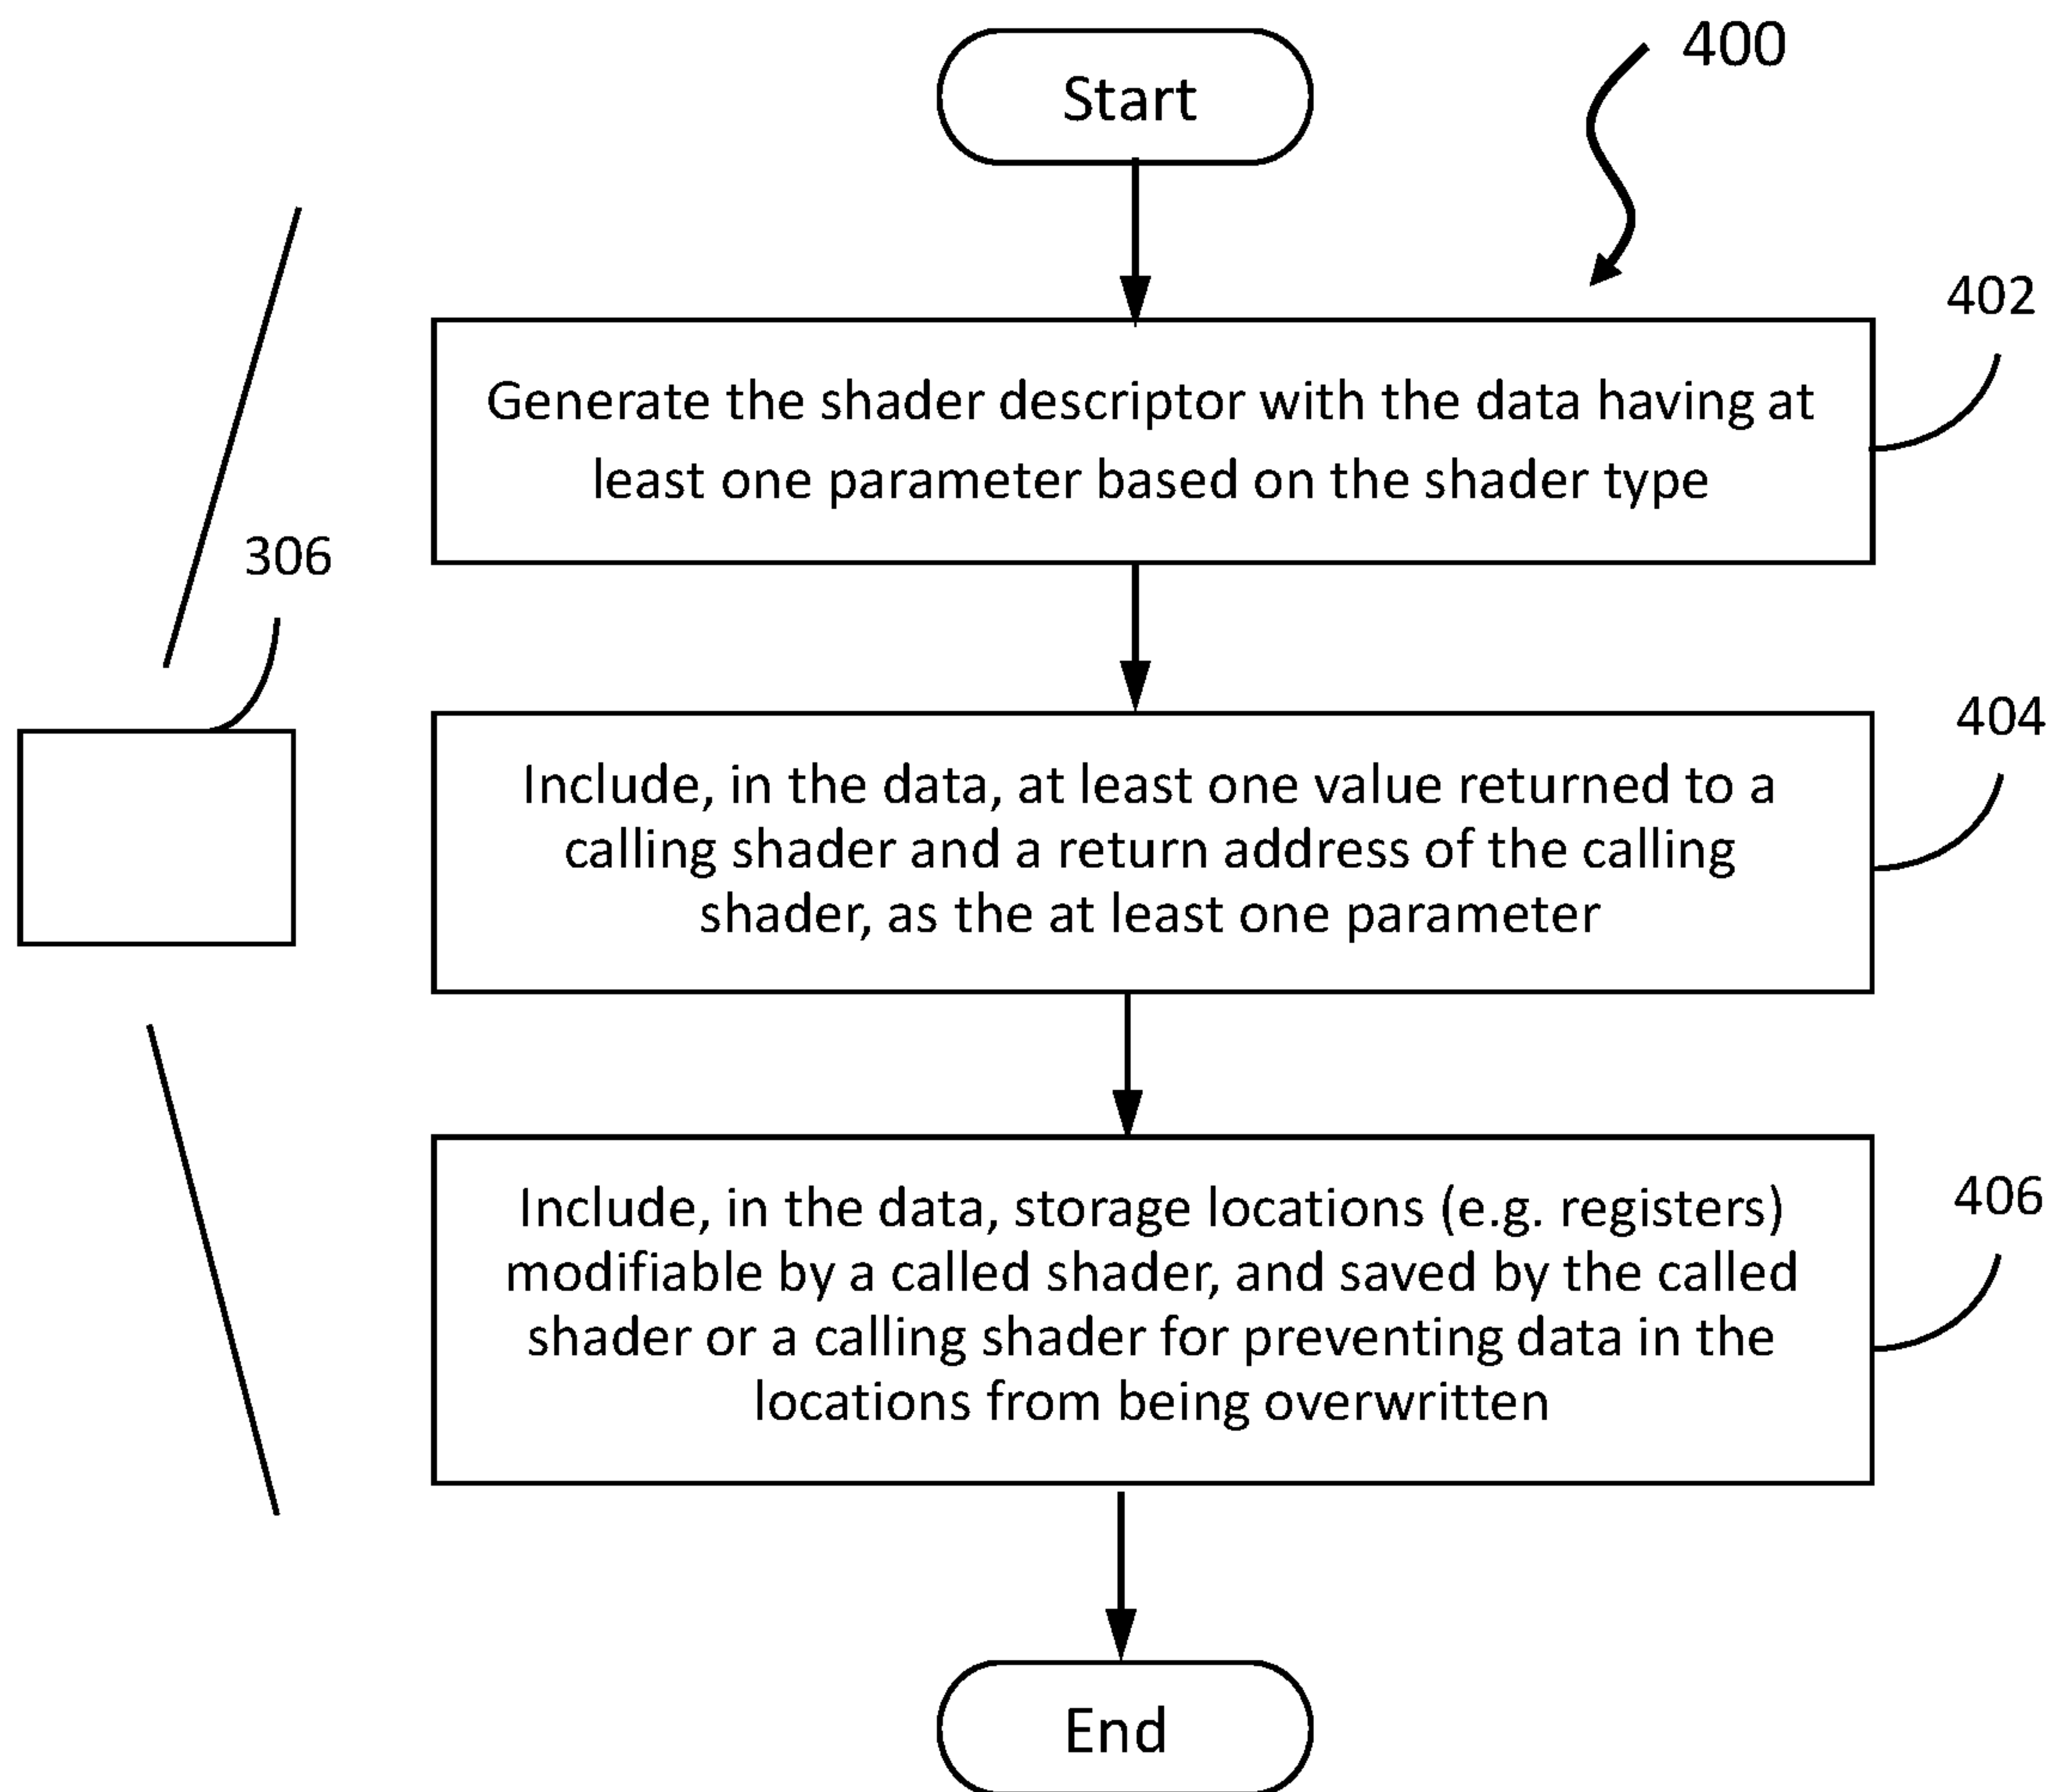 Start
400
402
Generate the shader descriptor with the data having at
least one parameter based on the shader type
306
404
Include, in the data, at least one value returned to a
calling shader and a return address of the calling
shader, as the at least one parameter
406
Include, in the data, storage locations (e.g. registers)
modifiable by a called shader, and saved by the called
shader or a calling shader for preventing data in the
locations from being overwritten
End